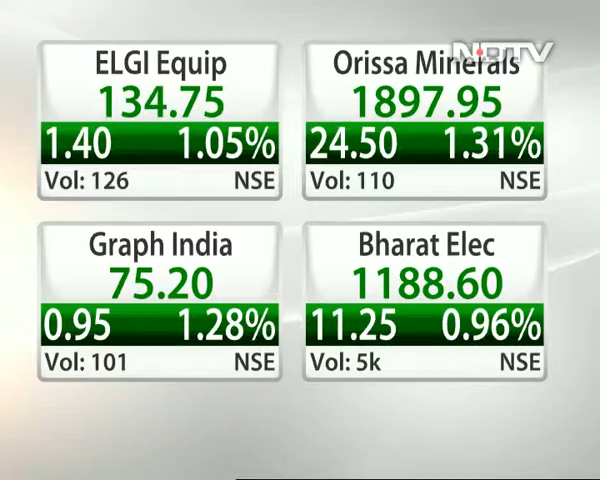 NDTV
ELGI Equip
134.75
1.40 1.05%
Vol: 126 NSE
Orissa Minerals
1897.95
24.50 1.31%
Vol: 110 NSE
Graph India
75.20
0.95 1.28%
Vol: 101 NSE
Bharat Elec
1188.60
11.25 0.96%
Vol: 5k NSE